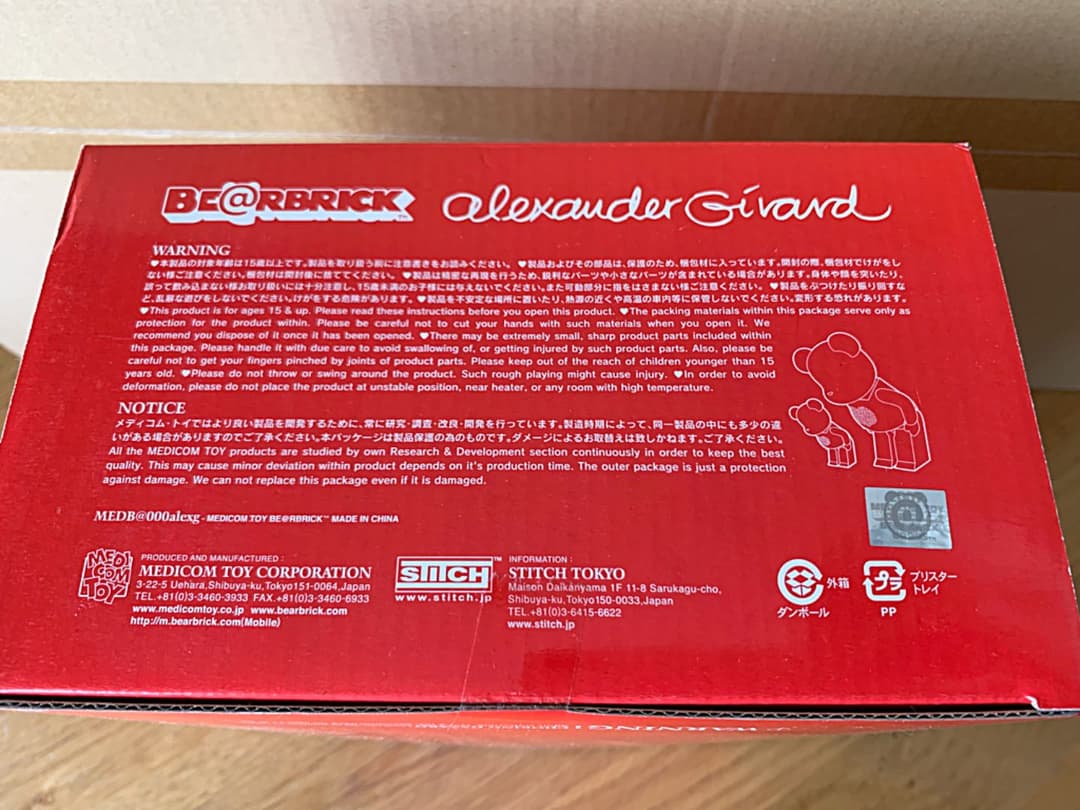 BE@RBRICK™ alexander Girard
WARNING
♥本製品の対象年齢は15歳以上です。製品を取り扱う前に注意書きをお読みください。 ♥製品およびその部品は、保護のため、梱包材に入っています。開封の際、梱包材でけがをし
ない様ご注意ください。梱包材は開封後に捨ててください。 ♥製品は精密な再現を行うため、鋭利なパーツや小さなパーツが含まれている場合があります。身体や顔を突いたり、
誤って飲み込まない様お取り扱いには十分注意し、15歳未満のお子様には与えないでください。また可動部分に指をはさまない様ご注意ください。 ♥製品をぶつけたり振り回すな
ど、乱暴な遊びをしないでください。けがをする危険があります。 ♥製品を不安定な場所に置いたり、熱源の近くや高温の車内等に保管しないでください。変形する恐れがあります。
♥This product is for ages 15 & up. Please read these instructions before you open this product. ♥The packing materials within this package serve only as
protection for the product within. Please be careful not to cut your hands with such materials when you open it. We
recommend you dispose of it once it has been opened. ♥There may be extremely small, sharp product parts included within
this package. Please handle it with due care to avoid swallowing of, or getting injured by such product parts. Also, please be
careful not to get your fingers pinched by joints of product parts. Please keep out of the reach of children younger than 15
years old. ♥Please do not throw or swing around the product. Such rough playing might cause injury. ♥In order to avoid
deformation, please do not place the product at unstable position, near heater, or any room with high temperature.
NOTICE
メディコム・トイではより良い製品を開発するために、常に研究・調査・改良・開発を行っています。製造時期によって、同一製品の中にも多少の違
いがある場合がありますのでご了承ください。本パッケージは製品保護の為のものです。ダメージによるお取替えは致しかねます。ご了承ください。
All the MEDICOM TOY products are studied by own Research & Development section continuously in order to keep the best
quality. This may cause minor deviation within product depends on it's production time. The outer package is just a protection
against damage. We can not replace this package even if it is damaged.
MEDB@000alexg - MEDICOM TOY BE@RBRICK™ MADE IN CHINA
MEDI
COM
TOY
PRODUCED AND MANUFACTURED :
MEDICOM TOY CORPORATION
3-22-5 Uehara,Shibuya-ku,Tokyo151-0064,Japan
TEL.+81(0)3-3460-3933 FAX.+81(0)3-3460-6933
www.medicomtoy.co.jp www.bearbrick.com
http://m.bearbrick.com(Mobile)
STITCH™
www.stitch.jp
INFORMATION :
STITCH TOKYO
Maison Daikanyama 1F 11-8 Sarukagu-cho,
Shibuya-ku,Tokyo150-0033,Japan
TEL.+81(0)3-6415-6622
www.stitch.jp
外箱
ダンボール
プラ
ブリスター
トレイ
PP